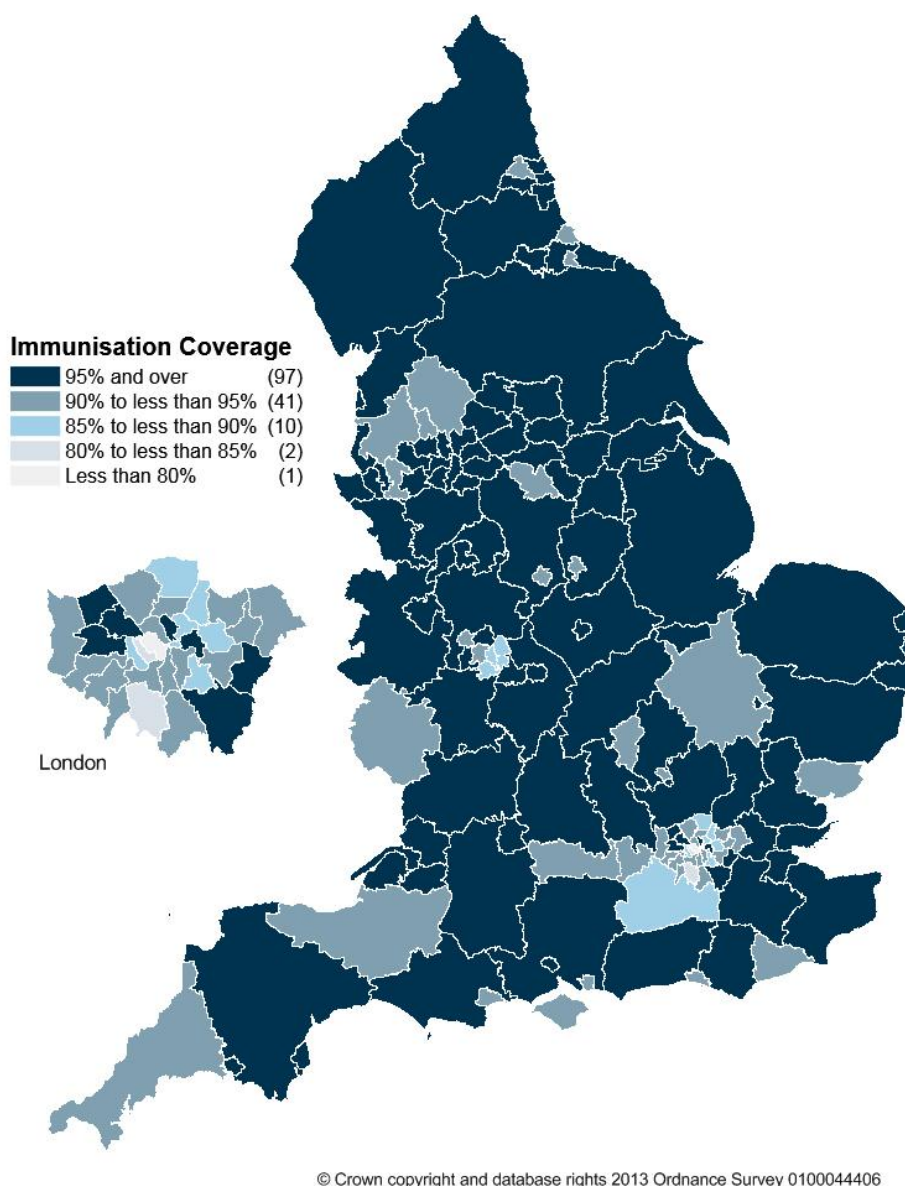 Immunisation Coverage
95% and over (97)
90% to less than 95% (41)
85% to less than 90% (10)
80% to less than 85% (2)
Less than 80% (1)
London
© Crown copyright and database rights 2013 Ordnance Survey 0100044406